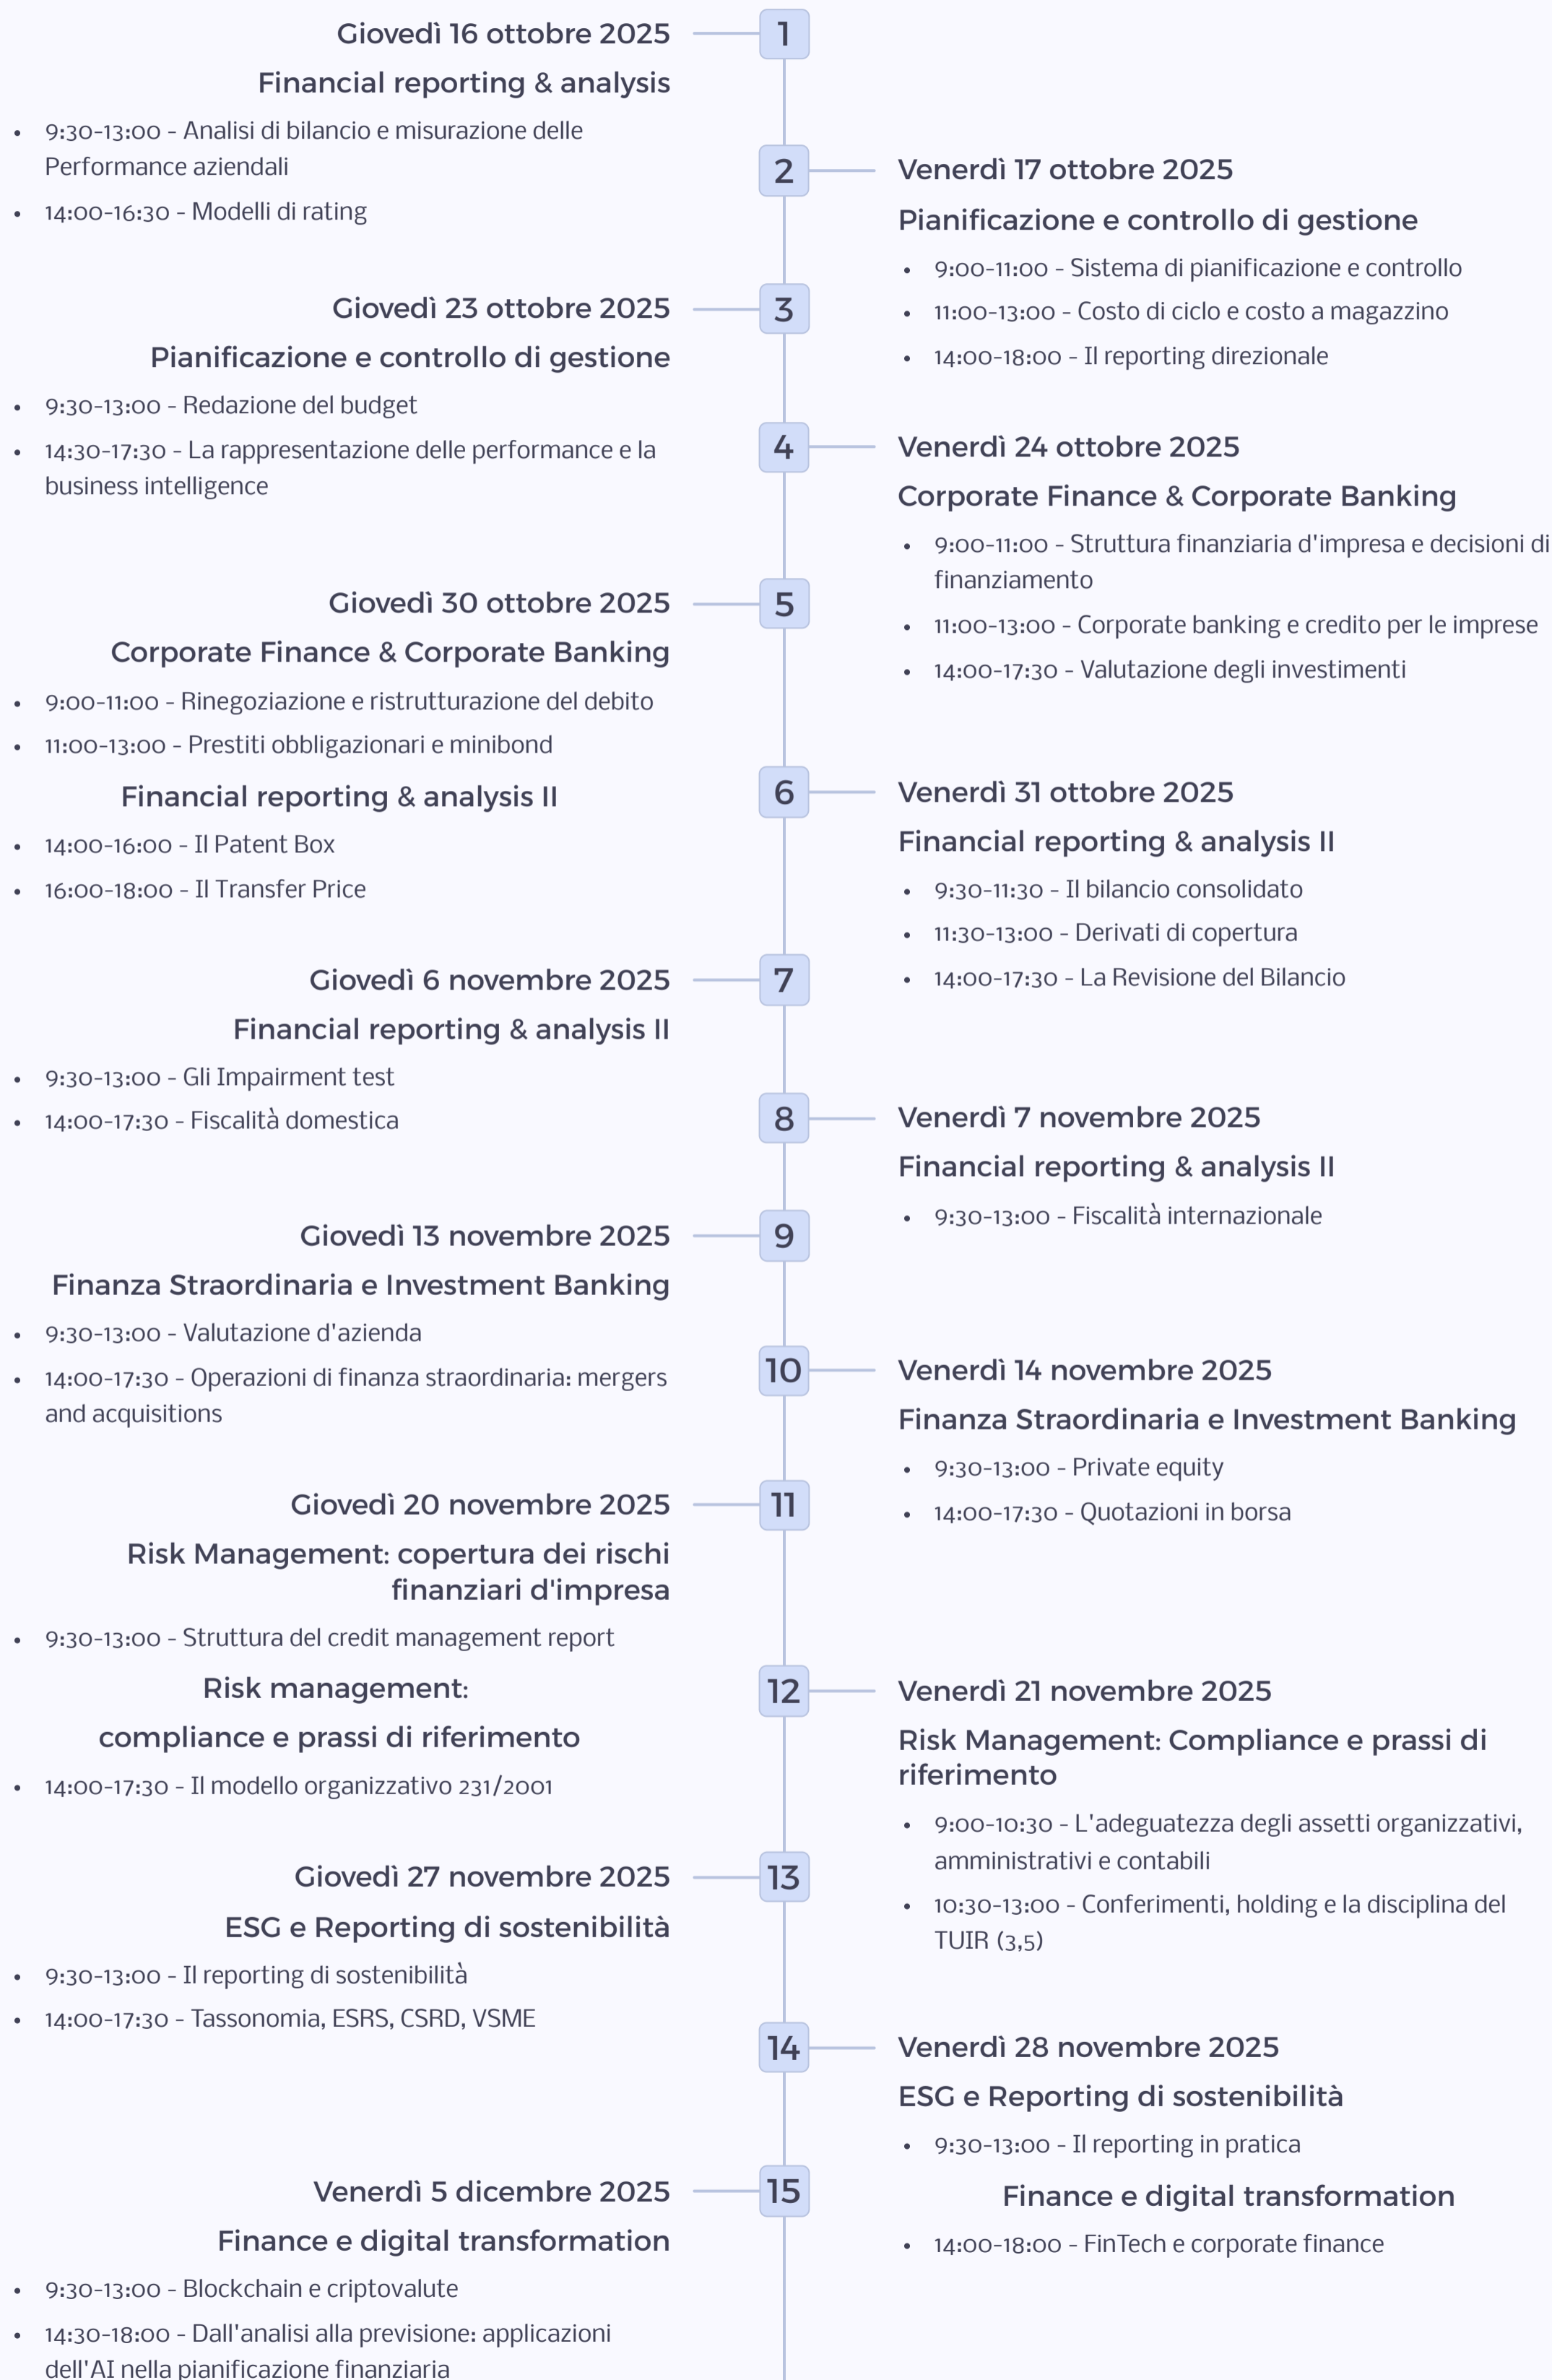 1
Giovedì 16 ottobre 2025
Financial reporting & analysis
• 9:30-13:00 - Analisi di bilancio e misurazione delle
Performance aziendali
• 14:00-16:30 - Modelli di rating
2
Venerdì 17 ottobre 2025
Pianificazione e controllo di gestione
• 9:00-11:00 - Sistema di pianificazione e controllo
• 11:00-13:00 - Costo di ciclo e costo a magazzino
• 14:00-18:00 - Il reporting direzionale
3
Giovedì 23 ottobre 2025
Pianificazione e controllo di gestione
• 9:30-13:00 - Redazione del budget
• 14:30-17:30 - La rappresentazione delle performance e la
business intelligence
4
Venerdì 24 ottobre 2025
Corporate Finance & Corporate Banking
• 9:00-11:00 - Struttura finanziaria d'impresa e decisioni di
finanziamento
• 11:00-13:00 - Corporate banking e credito per le imprese
• 14:00-17:30 - Valutazione degli investimenti
5
Giovedì 30 ottobre 2025
Corporate Finance & Corporate Banking
• 9:00-11:00 - Rinegoziazione e ristrutturazione del debito
• 11:00-13:00 - Prestiti obbligazionari e minibond
Financial reporting & analysis II
• 14:00-16:00 - Il Patent Box
• 16:00-18:00 - Il Transfer Price
6
Venerdì 31 ottobre 2025
Financial reporting & analysis II
• 9:30-11:30 - Il bilancio consolidato
• 11:30-13:00 - Derivati di copertura
• 14:00-17:30 - La Revisione del Bilancio
7
Giovedì 6 novembre 2025
Financial reporting & analysis II
• 9:30-13:00 - Gli Impairment test
• 14:00-17:30 - Fiscalità domestica
8
Venerdì 7 novembre 2025
Financial reporting & analysis II
• 9:30-13:00 - Fiscalità internazionale
9
Giovedì 13 novembre 2025
Finanza Straordinaria e Investment Banking
• 9:30-13:00 - Valutazione d'azienda
• 14:00-17:30 - Operazioni di finanza straordinaria: mergers
and acquisitions
10
Venerdì 14 novembre 2025
Finanza Straordinaria e Investment Banking
• 9:30-13:00 - Private equity
• 14:00-17:30 - Quotazioni in borsa
11
Giovedì 20 novembre 2025
Risk Management: copertura dei rischi
finanziari d'impresa
• 9:30-13:00 - Struttura del credit management report
Risk management:
compliance e prassi di riferimento
• 14:00-17:30 - Il modello organizzativo 231/2001
12
Venerdì 21 novembre 2025
Risk Management: Compliance e prassi di
riferimento
• 9:00-10:30 - L'adeguatezza degli assetti organizzativi,
amministrativi e contabili
• 10:30-13:00 - Conferimenti, holding e la disciplina del
TUIR (3,5)
13
Giovedì 27 novembre 2025
ESG e Reporting di sostenibilità
• 9:30-13:00 - Il reporting di sostenibilità
• 14:00-17:30 - Tassonomia, ESRS, CSRD, VSME
14
Venerdì 28 novembre 2025
ESG e Reporting di sostenibilità
• 9:30-13:00 - Il reporting in pratica
Finance e digital transformation
• 14:00-18:00 - FinTech e corporate finance
15
Venerdì 5 dicembre 2025
Finance e digital transformation
• 9:30-13:00 - Blockchain e criptovalute
• 14:30-18:00 - Dall'analisi alla previsione: applicazioni
dell'AI nella pianificazione finanziaria